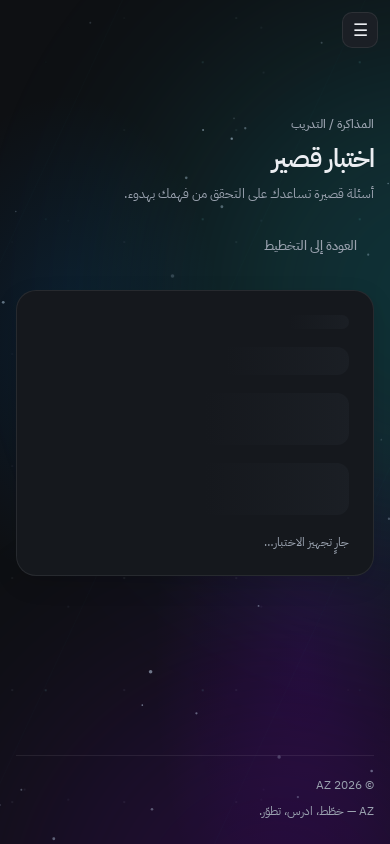 ☰
المذاكرة / التدريب
اختبار قصير
أسئلة قصيرة تساعدك على التحقق من فهمك بهدوء.
العودة إلى التخطيط
جارٍ تجهيز الاختبار...
© 2026 AZ
AZ — خطّط، ادرس، تطوّر.